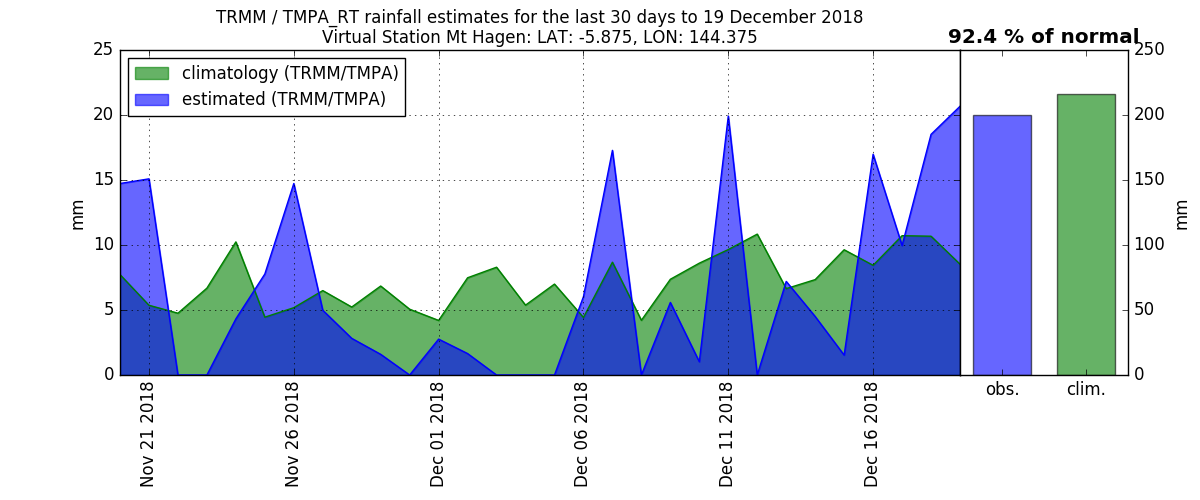 TRMM / TMPA_RT rainfall estimates for the last 30 days to 19 December 2018
Virtual Station Mt Hagen: LAT: -5.875, LON: 144.375
92.4 % of normal
climatology (TRMM/TMPA)
estimated (TRMM/TMPA)
25
20
15
10
5
0
mm
Nov 21 2018
Nov 26 2018
Dec 01 2018
Dec 06 2018
Dec 11 2018
Dec 16 2018
obs.
clim.
250
200
150
100
50
0
mm